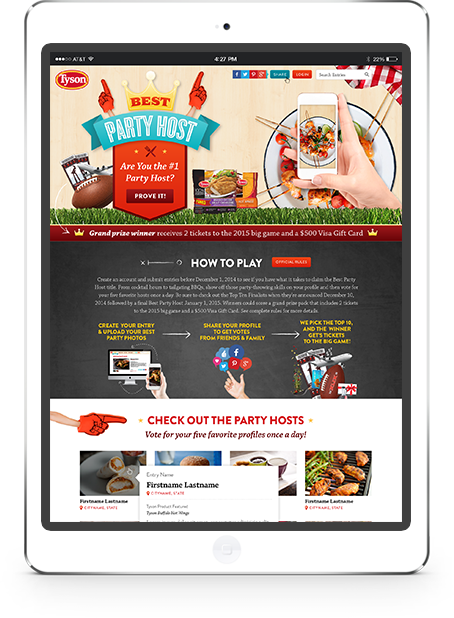 AT&T
4:27 PM
22%
Tyson
SHARE
LOG IN
Search Entries
BEST
PARTY HOST
Are You the #1
Party Host?
PROVE IT!
Grand prize winner receives 2 tickets to the 2015 big game and a $500 Visa Gift Card
HOW TO PLAY
OFFICIAL RULES
Create an account and submit entries before December 1, 2014 to see if you have what it takes to claim the Best Party
Host title. From cocktail hours to tailgating BBQs, show off those party-throwing skills on your profile and then vote for
your five favorite hosts once a day. Be sure to check out the Top Ten Finalists when they're announced December 10,
2014 followed by a final Best Party Host January 1, 2015. Winners could score a grand prize pack that includes 2 tickets
to the 2015 big game and a $500 Visa Gift Card. See complete rules for more details.
CREATE YOUR ENTRY
& UPLOAD YOUR BEST
PARTY PHOTOS
SHARE YOUR PROFILE
TO GET VOTES
FROM FRIENDS & FAMILY
WE PICK THE TOP 10,
AND THE WINNER
GETS TICKETS
TO THE BIG GAME!
CHECK OUT THE PARTY HOSTS
Vote for your five favorite profiles once a day!
Firstname Lastname
CITYNAME, STATE
Entry Name
Firstname Lastname
CITYNAME, STATE
Tyson Product Featured
Tyson Buffalo Hot Wings
Firstname Lastname
CITYNAME, STATE